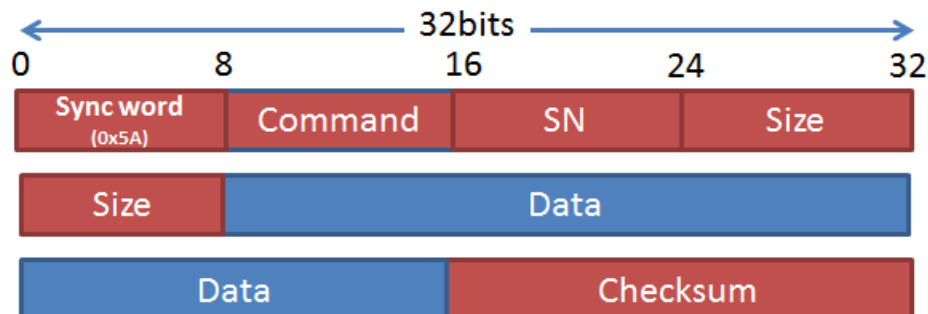 32bits
0 8 16 24 32
Sync word Command SN Size
(0x5A)
Size Data
Data Checksum